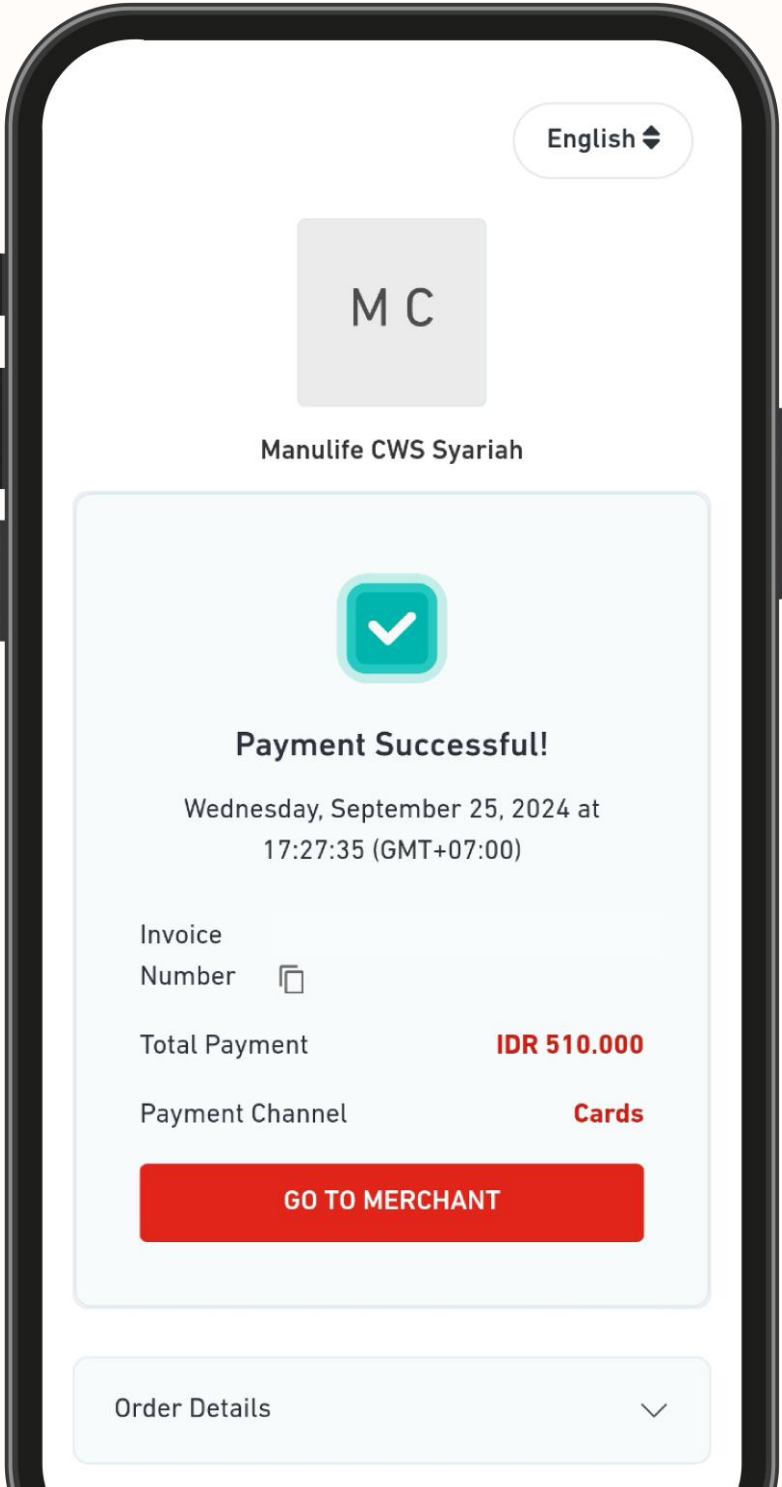 English
M C
Manulife CWS Syariah
Payment Successful!
Wednesday, September 25, 2024 at
17:27:35 (GMT+07:00)
Invoice
Number
Total Payment IDR 510.000
Payment Channel Cards
GO TO MERCHANT
Order Details